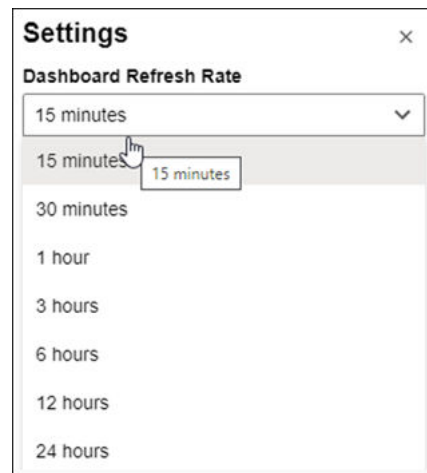 Settings
Dashboard Refresh Rate
15 minutes
15 minutes
15 minutes
30 minutes
1 hour
3 hours
6 hours
12 hours
24 hours